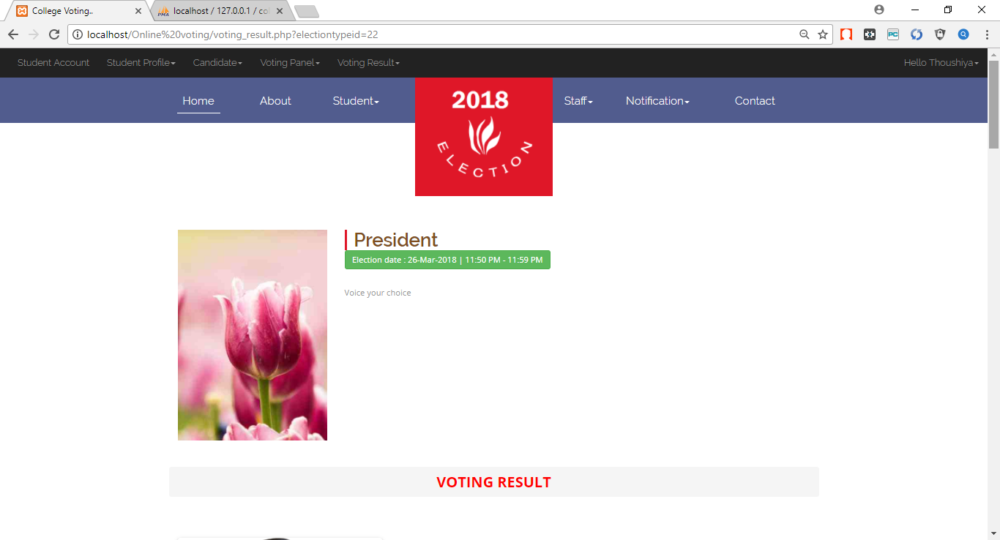 College Voting..
PMA localhost / 127.0.0.1 / co
localhost/Online%20voting/voting_result.php?electiontypeid=22
PC
Student Account Student Profile Candidate Voting Panel Voting Result Hello Thoushiya
Home About Student Staff Notification Contact
2018
ELECTION
President
Election date : 26-Mar-2018 | 11:50 PM - 11:59 PM
Voice your choice
VOTING RESULT